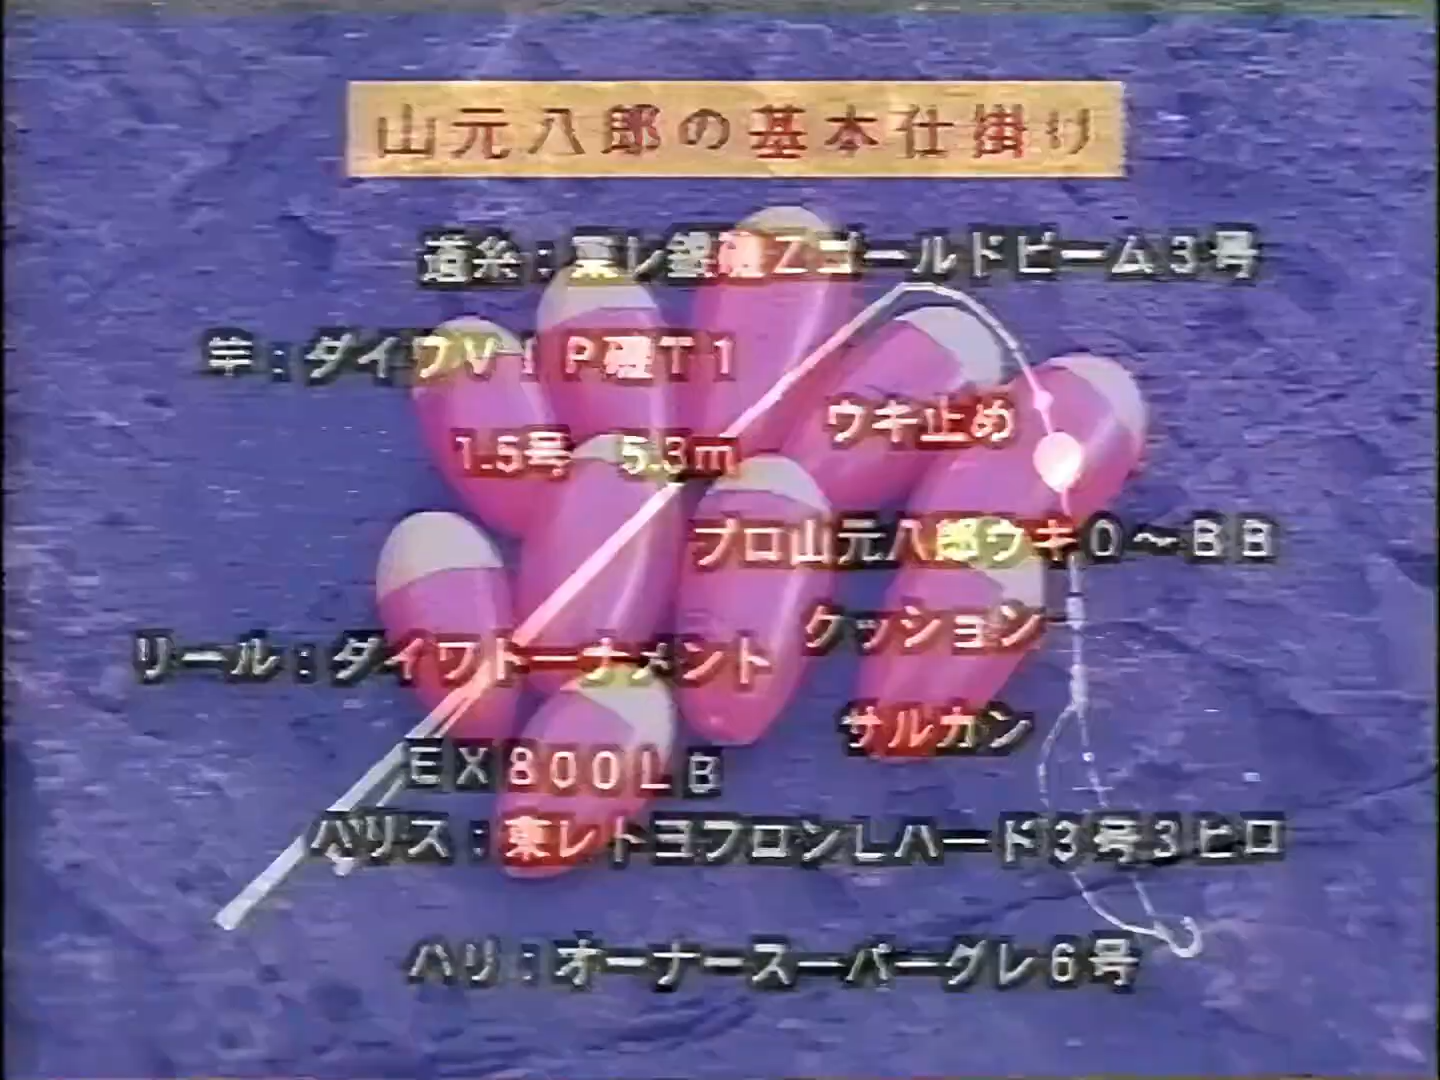 山元八郎の基本仕掛け
道糸：東レ銀磯Zゴールドビーム3号
竿：ダイワVIP磯T1
1.5号 5.3m
ウキ止め
プロ山元八郎ウキ0～BB
クッション
リール：ダイワトーナメント
サルカン
EX800LB
ハリス：東レトヨフロンLハード3号3ヒロ
ハリ：オーナースーパーグレ6号